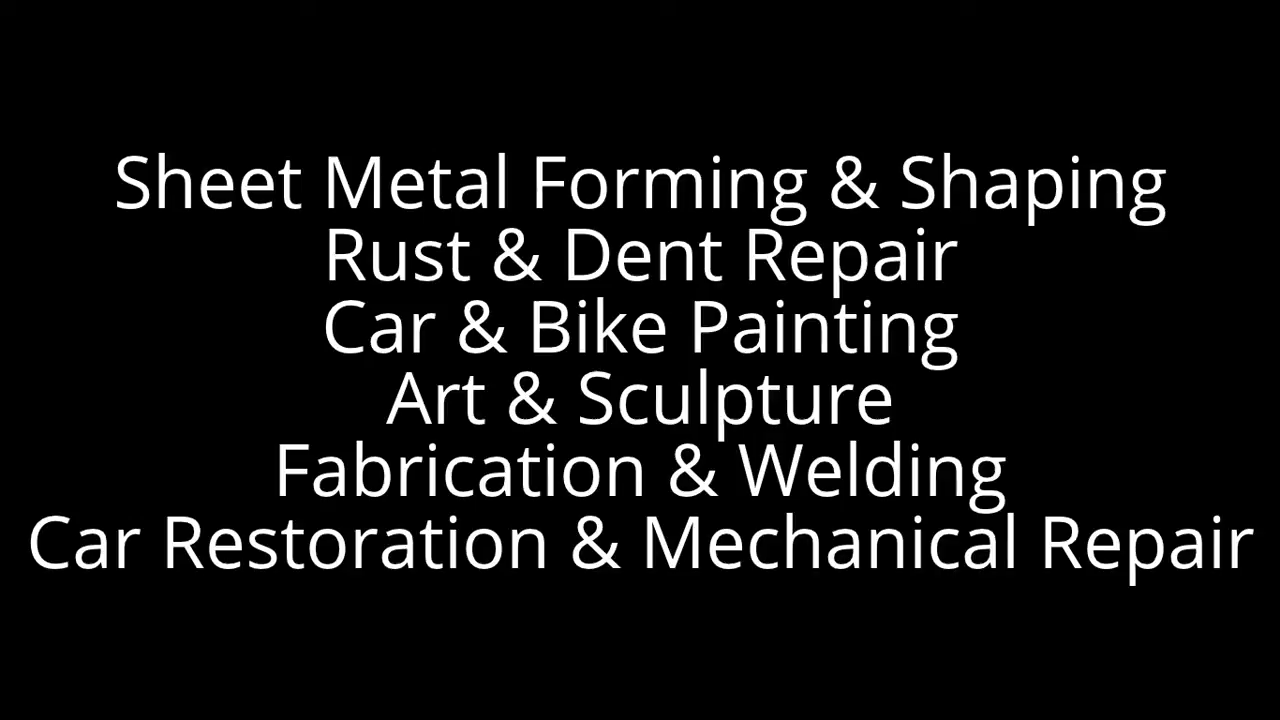 Sheet Metal Forming & Shaping
Rust & Dent Repair
Car & Bike Painting
Art & Sculpture
Fabrication & Welding
Car Restoration & Mechanical Repair